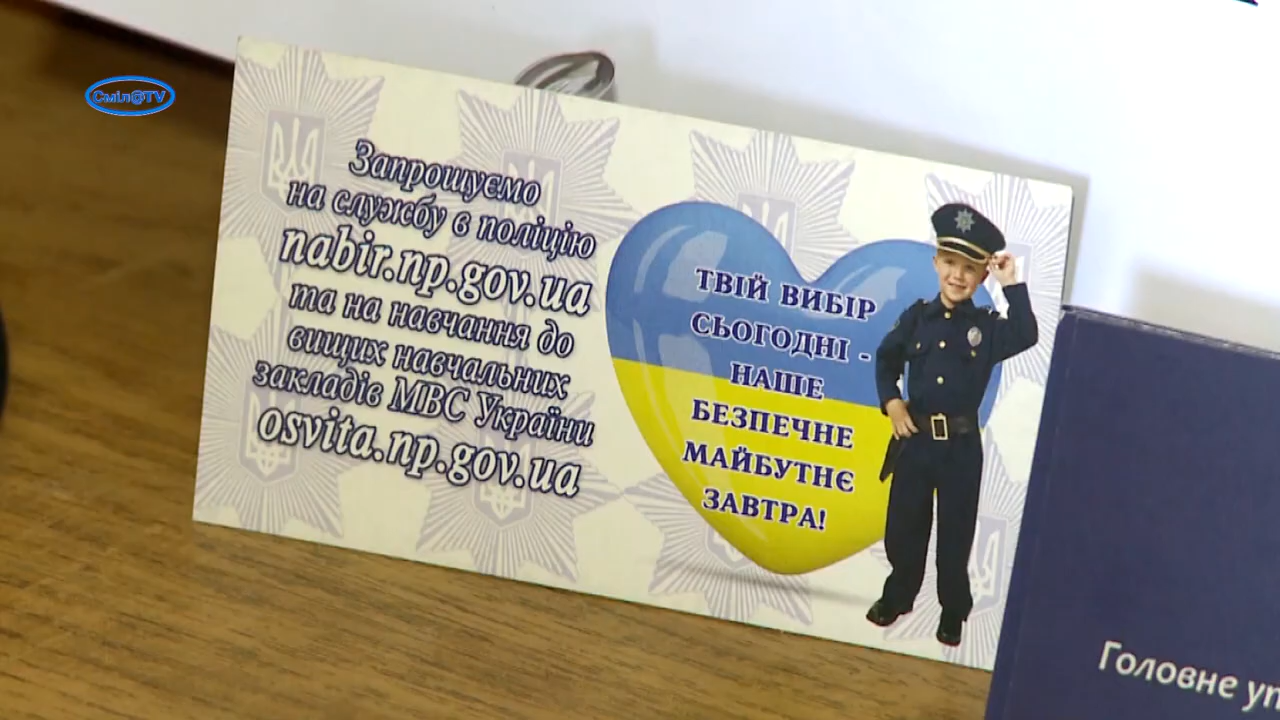 Сміл@TV
Запрошуємо
на службу в поліцію
nabir.np.gov.ua
та на навчання до
вищих навчальних
закладів МВС України
osvita.np.gov.ua
ТВІЙ ВИБІР
СЬОГОДНІ -
НАШЕ
БЕЗПЕЧНЕ
МАЙБУТНЄ
ЗАВТРА!
Головне уп